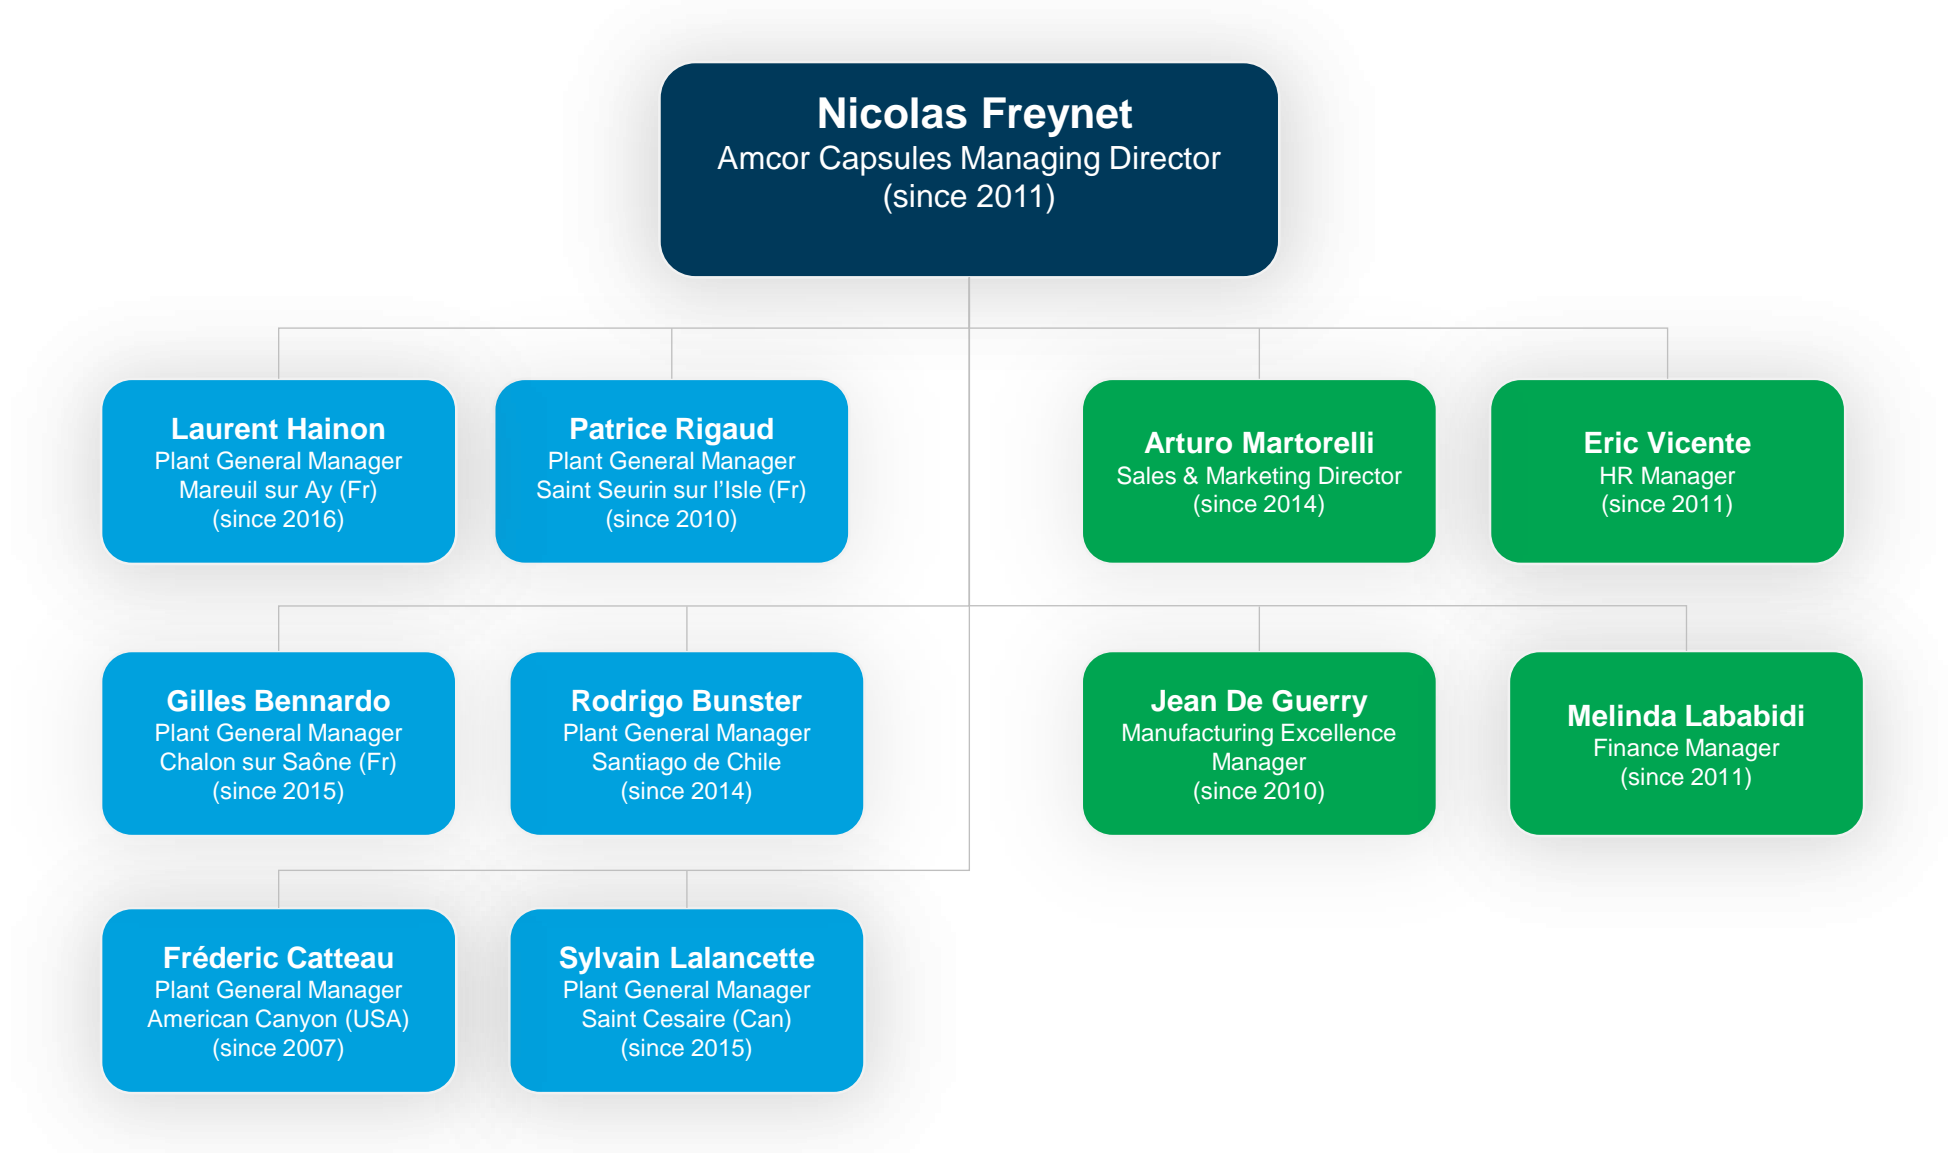 Nicolas Freynet
Amcor Capsules Managing Director
(since 2011)
Laurent Hainon
Plant General Manager
Mareuil sur Ay (Fr)
(since 2016)
Patrice Rigaud
Plant General Manager
Saint Seurin sur l’Isle (Fr)
(since 2010)
Arturo Martorelli
Sales & Marketing Director
(since 2014)
Eric Vicente
HR Manager
(since 2011)
Gilles Bennardo
Plant General Manager
Chalon sur Saône (Fr)
(since 2015)
Rodrigo Bunster
Plant General Manager
Santiago de Chile
(since 2014)
Jean De Guerry
Manufacturing Excellence
Manager
(since 2010)
Melinda Lababidi
Finance Manager
(since 2011)
Fréderic Catteau
Plant General Manager
American Canyon (USA)
(since 2007)
Sylvain Lalancette
Plant General Manager
Saint Cesaire (Can)
(since 2015)